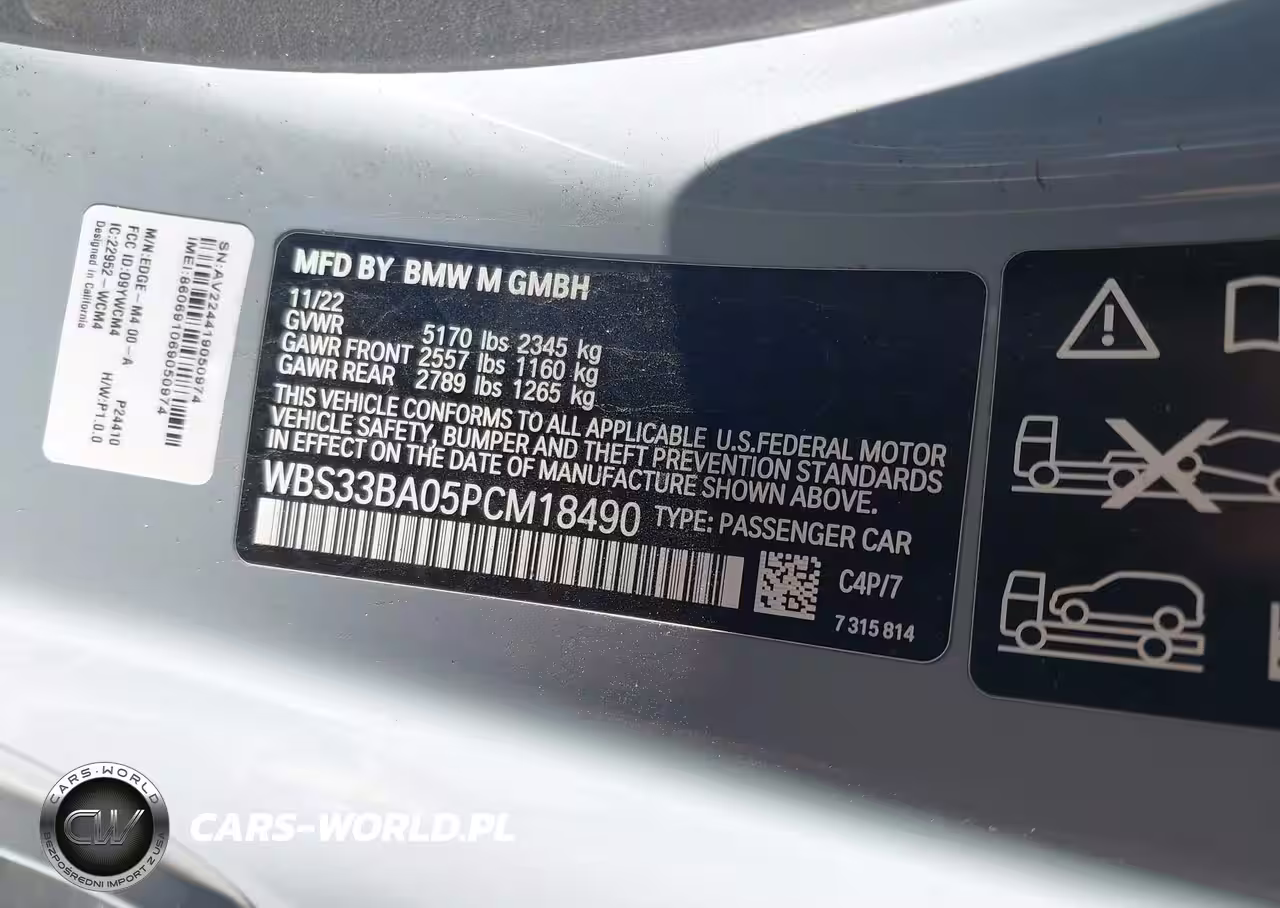 SN:AV224419050974
IMEI:860691069050974
M/N:EDGE-M4 00-A P24410
FCC ID:09YWCM4 H/W:P1.0.0
IC:22952-WCM4
Designed in California
MFD BY BMW M GMBH
11/22
GVWR 5170 lbs 2345 kg
GAWR FRONT 2557 lbs 1160 kg
GAWR REAR 2789 lbs 1265 kg
THIS VEHICLE CONFORMS TO ALL APPLICABLE U.S.FEDERAL MOTOR
VEHICLE SAFETY, BUMPER AND THEFT PREVENTION STANDARDS
IN EFFECT ON THE DATE OF MANUFACTURE SHOWN ABOVE.
WBS33BA05PCM18490 TYPE: PASSENGER CAR
C4P/7
7 315 814
CARS-WORLD
CW
BEZPOŚREDNI IMPORT Z USA
CARS-WORLD.PL